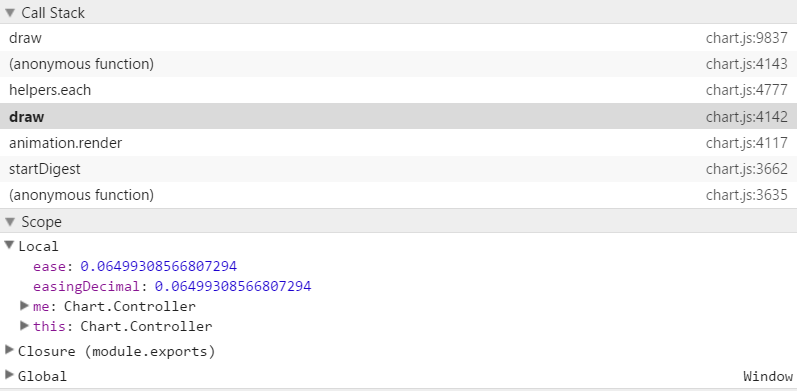 Call Stack
draw chart.js:9837
(anonymous function) chart.js:4143
helpers.each chart.js:4777
draw chart.js:4142
animation.render chart.js:4117
startDigest chart.js:3662
(anonymous function) chart.js:3635
Scope
Local
ease: 0.06499308566807294
easingDecimal: 0.06499308566807294
me: Chart.Controller
this: Chart.Controller
Closure (module.exports)
Global Window